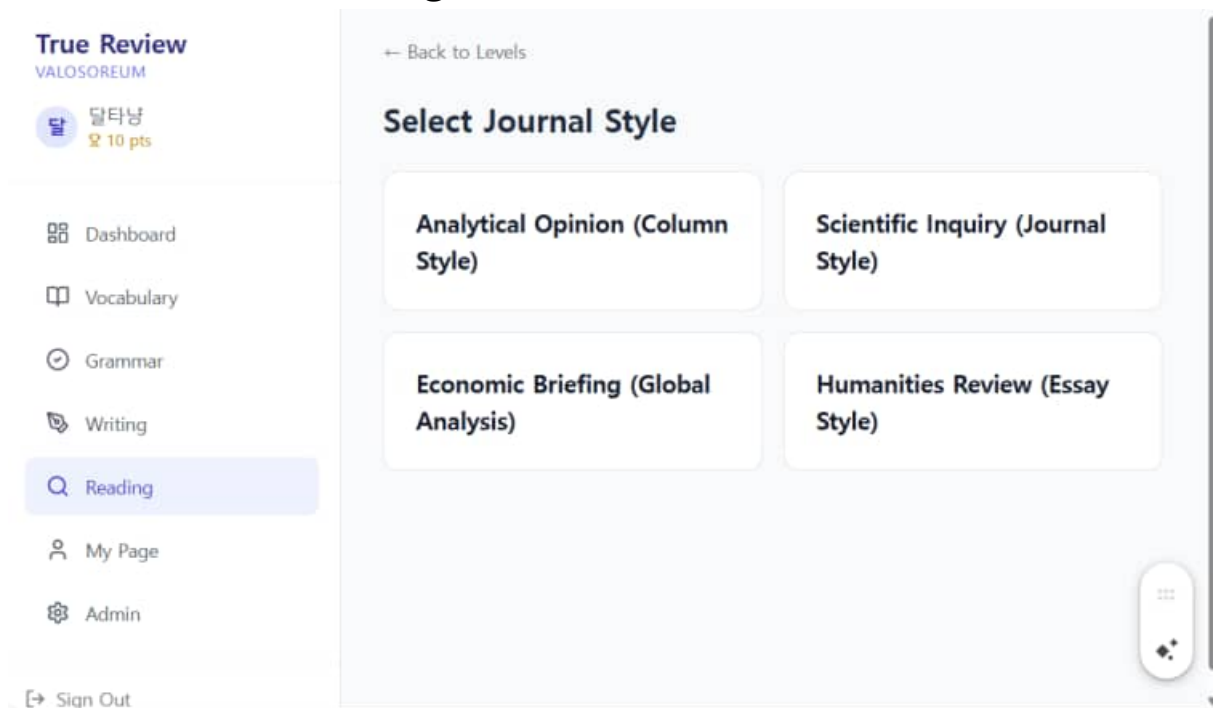 True Review
VALOSOREUM
달
달타냥
10 pts
Dashboard
Vocabulary
Grammar
Writing
Reading
My Page
Admin
Sign Out
← Back to Levels
Select Journal Style
Analytical Opinion (Column
Style)
Scientific Inquiry (Journal
Style)
Economic Briefing (Global
Analysis)
Humanities Review (Essay
Style)